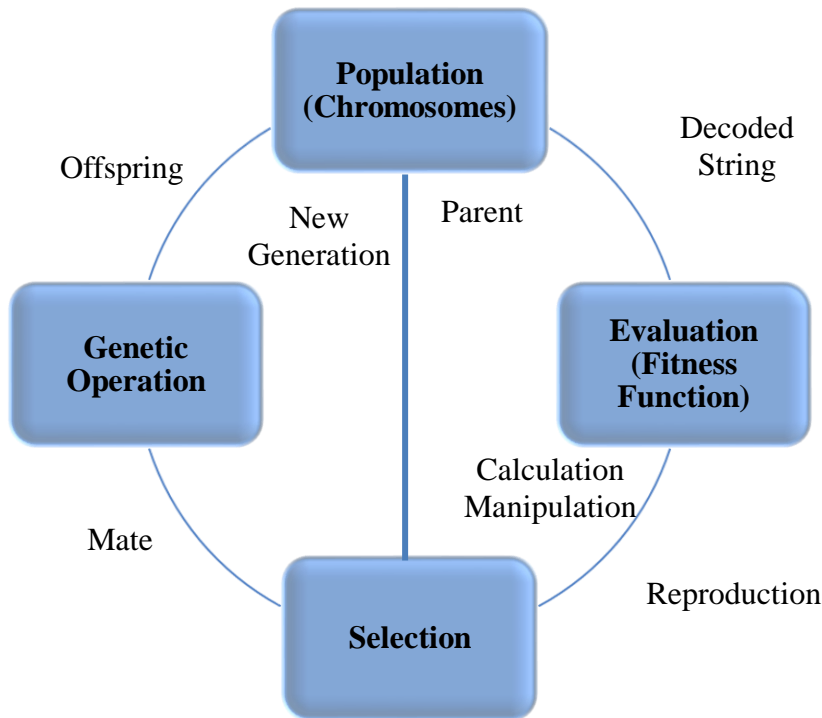 Population
(Chromosomes)
Decoded
String
Offspring
New
Generation
Parent
Genetic
Operation
Evaluation
(Fitness
Function)
Calculation
Manipulation
Mate
Reproduction
Selection